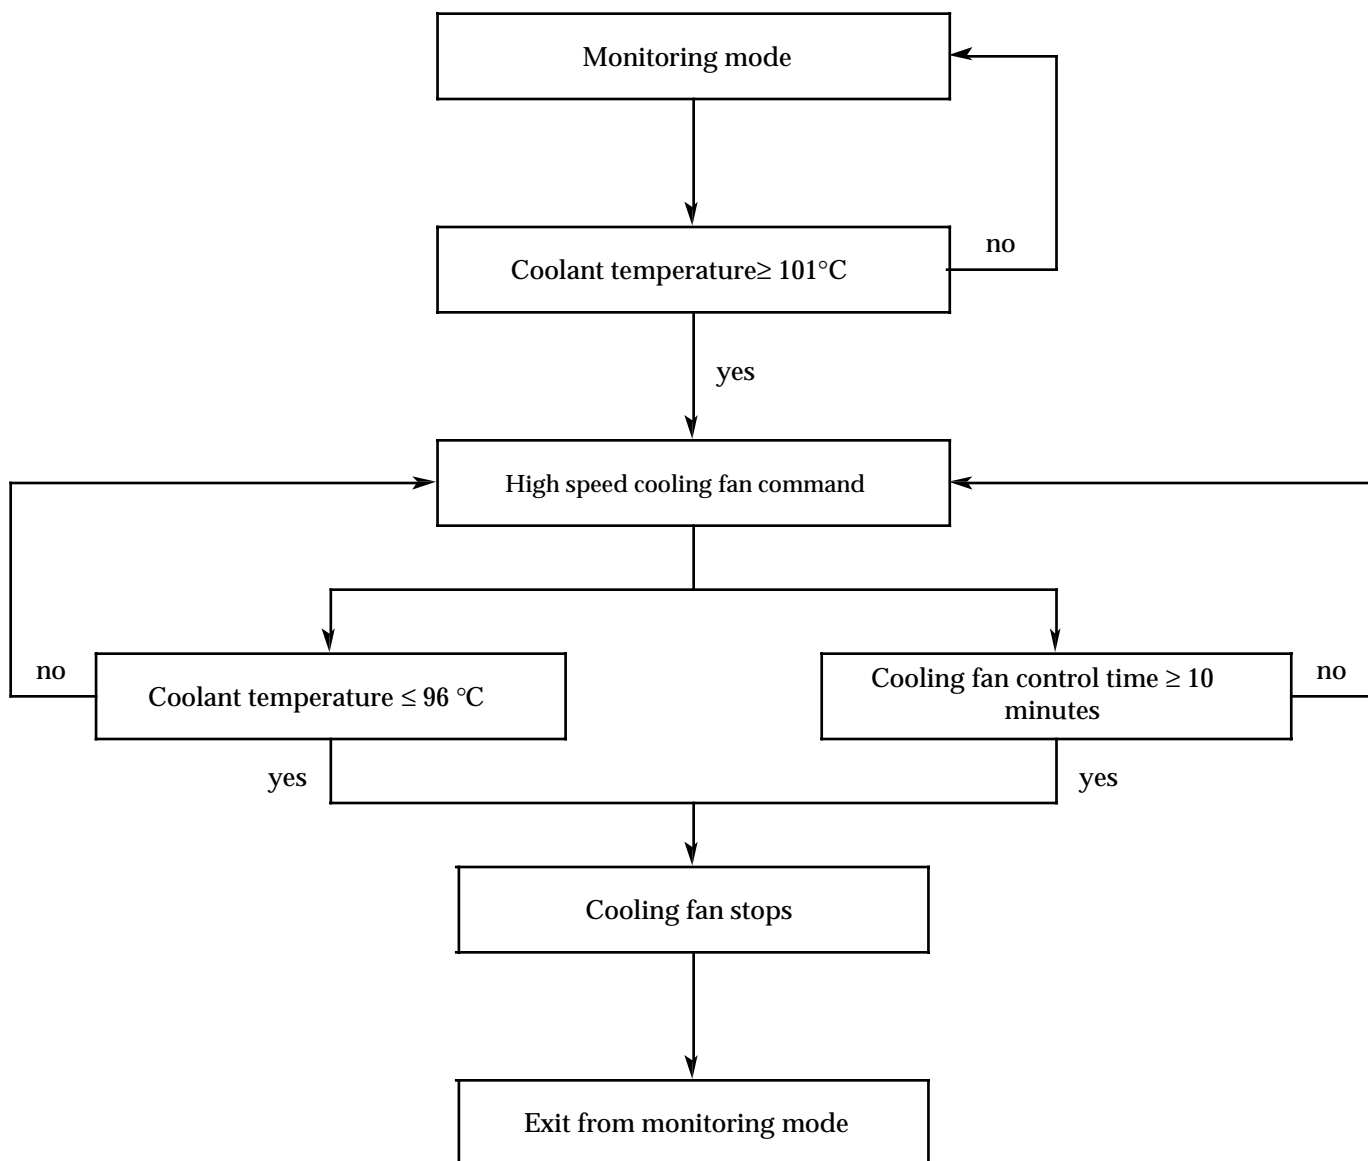 Monitoring mode
Coolant temperature≥ 101°C
no
yes
High speed cooling fan command
no
Coolant temperature ≤ 96 °C
Cooling fan control time ≥ 10
minutes
no
yes
yes
Cooling fan stops
Exit from monitoring mode